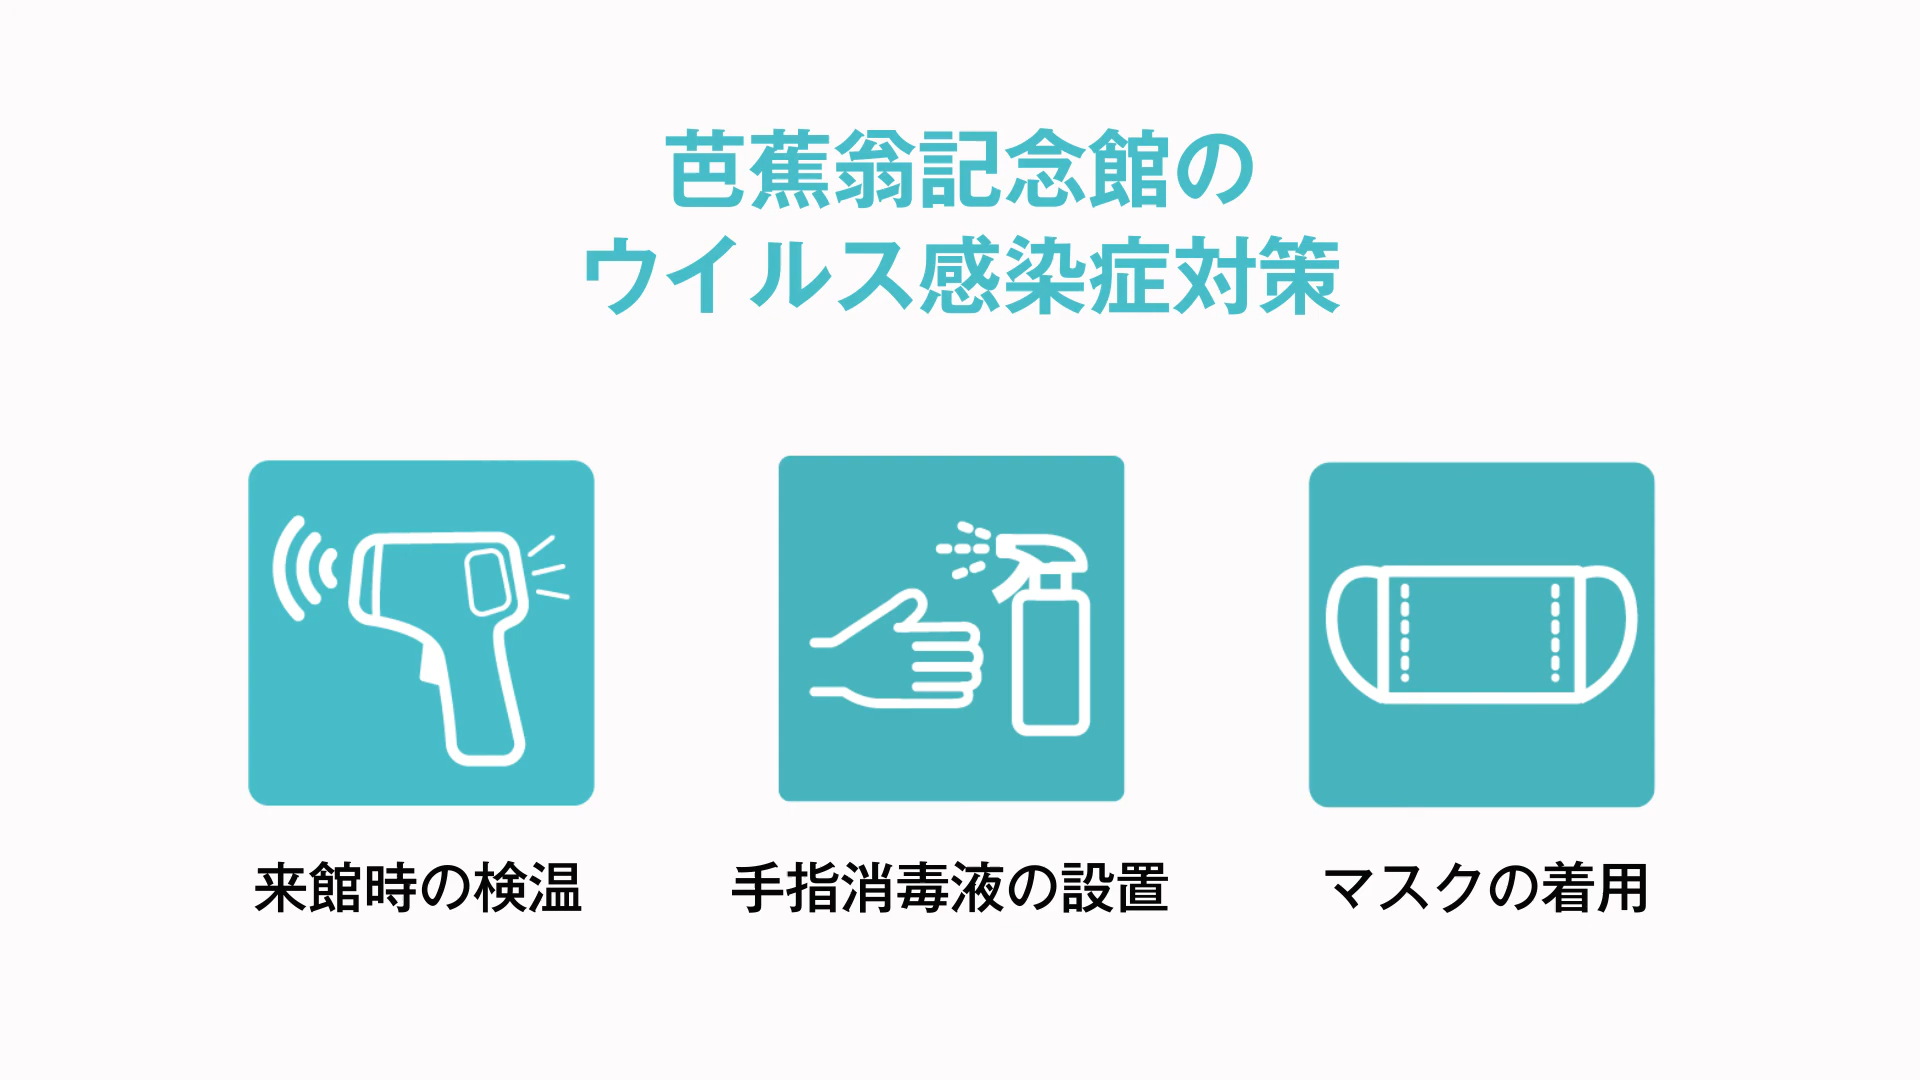 芭蕉翁記念館の
ウイルス感染症対策
来館時の検温
手指消毒液の設置
マスクの着用